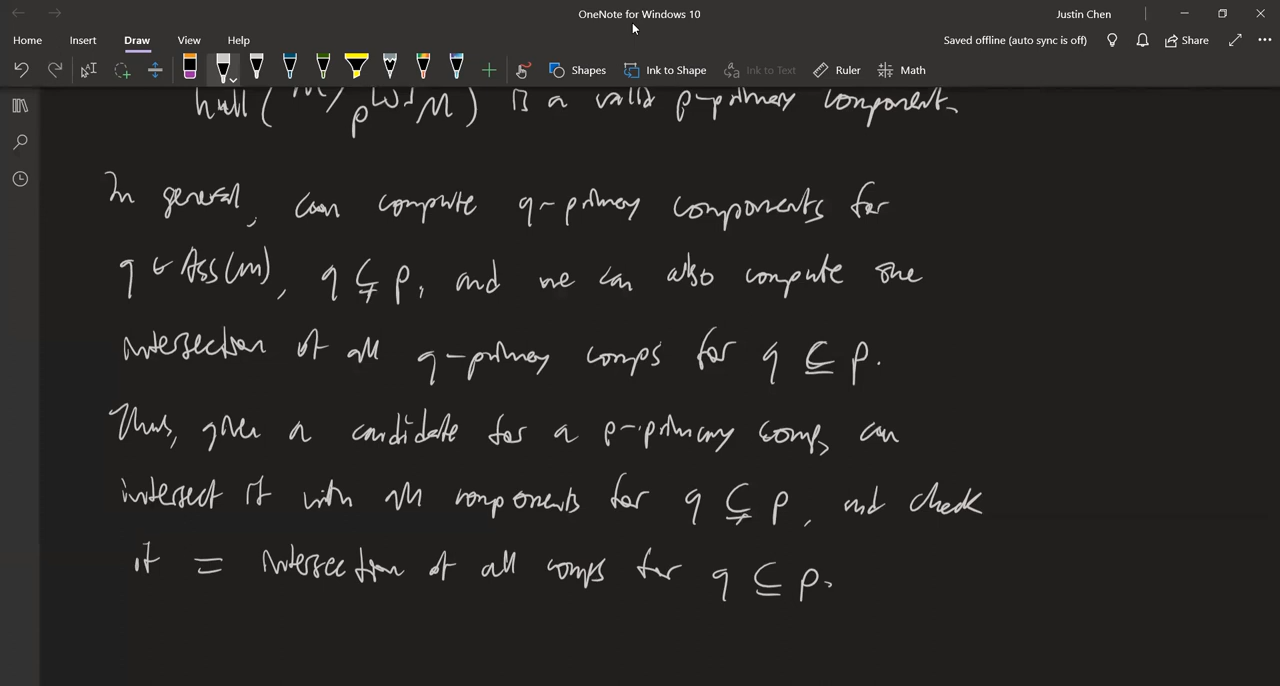 OneNote for Windows 10
Justin Chen
Home Insert Draw View Help
Saved offline (auto sync is off)
Share
Shapes
Ink to Shape
Ink to Text
Ruler
Math
hull ( M/p M ) is a valid p-primary component.
In general, can compute q-primary components for
q ∈ Ass(M), q ⊊ p, and we can also compute the
intersection of all q-primary comps for q ⊆ p.
Thus, given a candidate for a p-primary comp, can
intersect it with all components for q ⊊ p, and check
if = intersection of all comps for q ⊆ p.